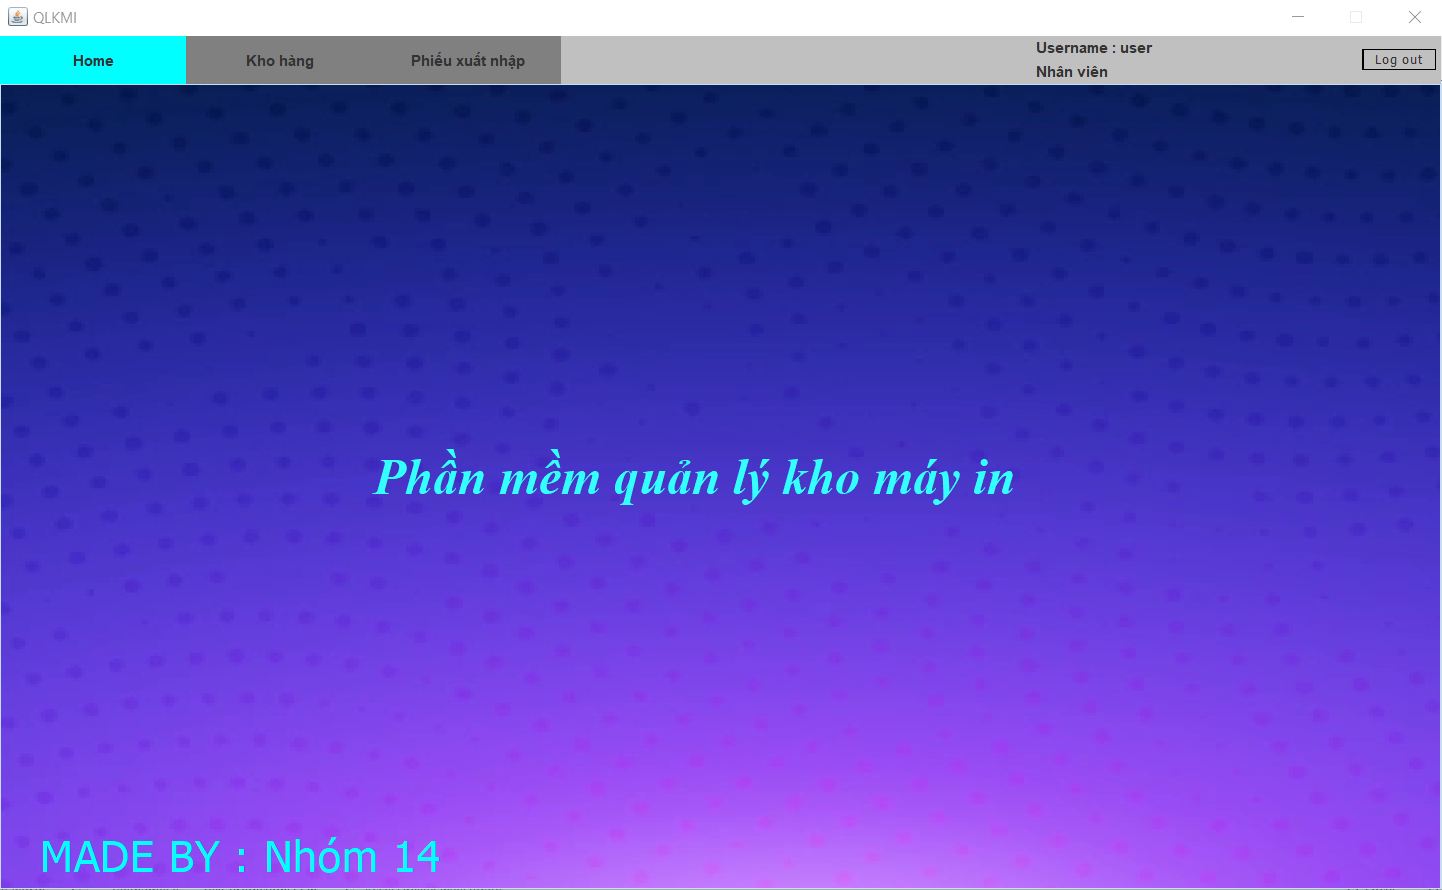 QLKMI
Home
Kho hàng
Phiếu xuất nhập
Username : user
Nhân viên
Log out
Phần mềm quản lý kho máy in
MADE BY : Nhóm 14